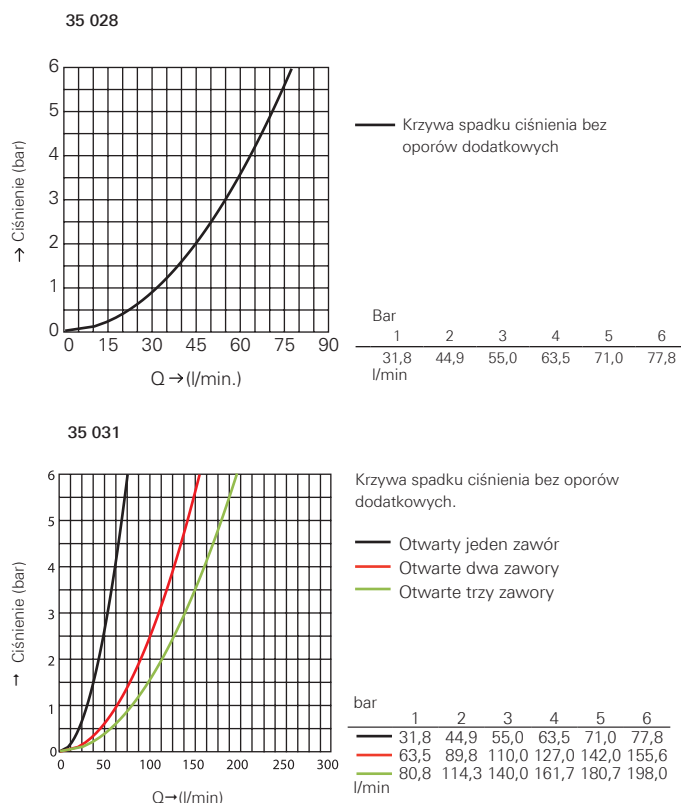 35 028
6
5
4
3
2
1
0
→ Ciśnienie (bar)
0 15 30 45 60 75 90
Q →(l/min.)
Krzywa spadku ciśnienia bez
oporów dodatkowych
Bar
1 2 3 4 5 6
31,8 44,9 55,0 63,5 71,0 77,8
l/min
35 031
6
5
4
3
2
1
0
→ Ciśnienie (bar)
0 50 100 150 200 250 300
Q→(l/min)
Krzywa spadku ciśnienia bez oporów
dodatkowych.
Otwarty jeden zawór
Otwarte dwa zawory
Otwarte trzy zawory
bar
1 2 3 4 5 6
31,8 44,9 55,0 63,5 71,0 77,8
63,5 89,8 110,0 127,0 142,0 155,6
80,8 114,3 140,0 161,7 180,7 198,0
l/min